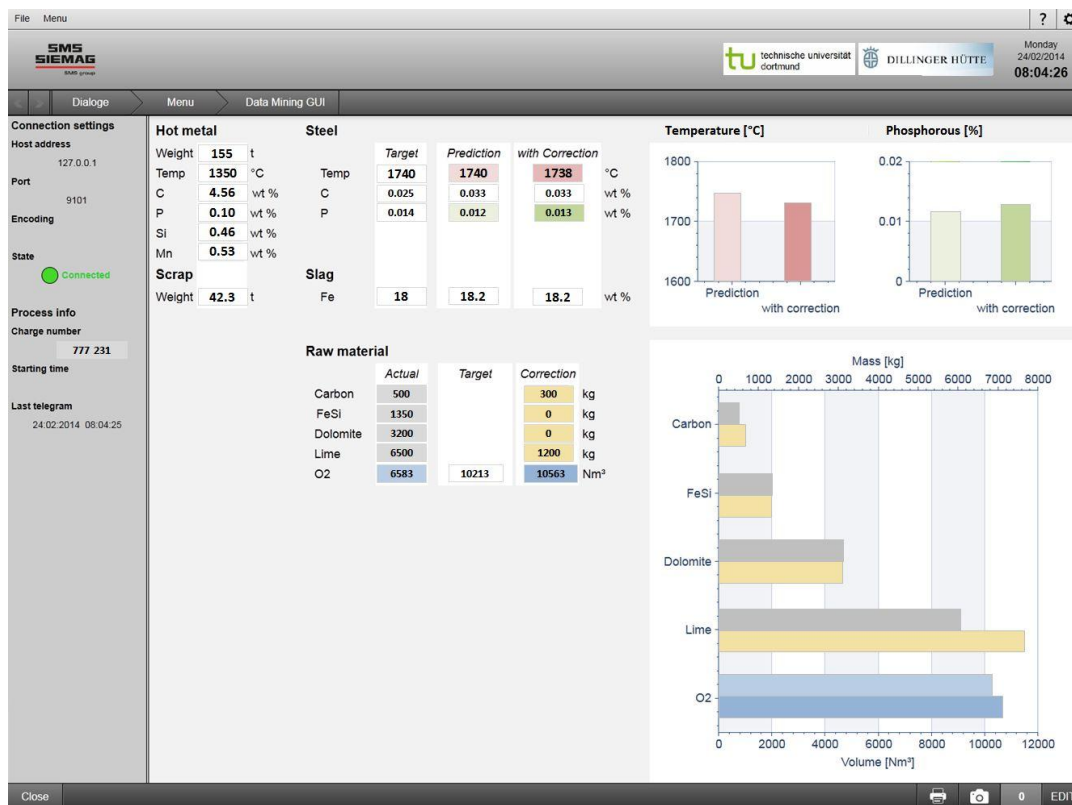 File Menu ?
SMS
SIEMAG
SMS group
technische universität
dortmund
DILLINGER HÜTTE
Monday
24/02/2014
08:04:26
Dialoge Menu Data Mining GUI
Connection settings
Host address
127.0.0.1
Port
9101
Encoding
State
Connected
Process info
Charge number
777 231
Starting time
Last telegram
24.02.2014 08:04:25
Hot metal
Weight 155 t
Temp 1350 °C
C 4.56 wt %
P 0.10 wt %
Si 0.46 wt %
Mn 0.53 wt %
Scrap
Weight 42.3 t
Steel
Target Prediction with Correction
Temp 1740 1740 1738 °C
C 0.025 0.033 0.033 wt %
P 0.014 0.012 0.013 wt %
Slag
Fe 18 18.2 18.2 wt %
Raw material
Actual Target Correction
Carbon 500 300 kg
FeSi 1350 0 kg
Dolomite 3200 0 kg
Lime 6500 1200 kg
O2 6583 10213 10563 Nm³
Temperature [°C]
1800
1700
1600
Prediction
with correction
Phosphorous [%]
0.02
0.01
0
Prediction
with correction
Mass [kg]
0 1000 2000 3000 4000 5000 6000 7000 8000
Carbon
FeSi
Dolomite
Lime
O2
0 2000 4000 6000 8000 10000 12000
Volume [Nm³]
Close 0 EDIT